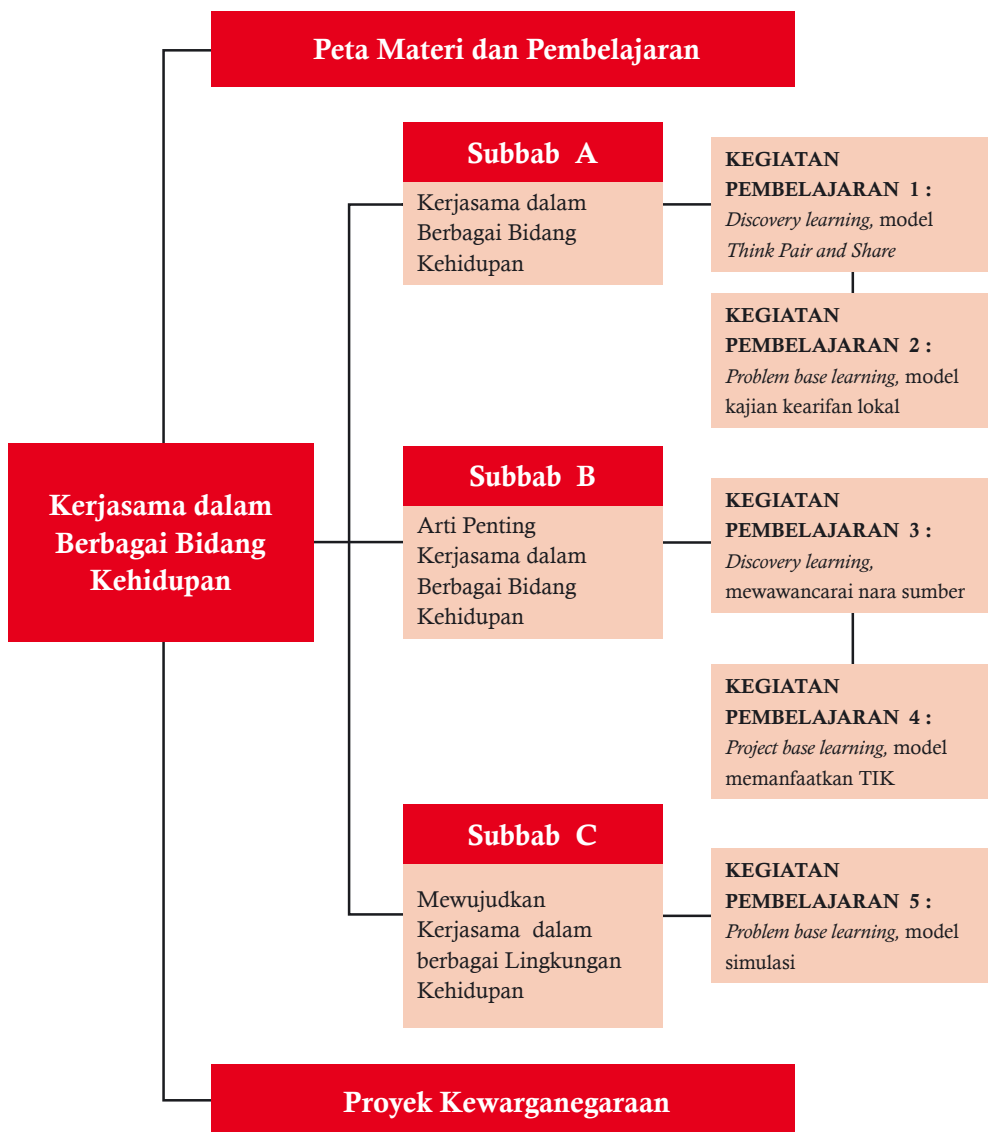 Peta Materi dan Pembelajaran
Subbab A
Kerjasama dalam
Berbagai Bidang
Kehidupan
KEGIATAN
PEMBELAJARAN 1 :
Discovery learning, model
Think Pair and Share
KEGIATAN
PEMBELAJARAN 2 :
Problem base learning, model
kajian kearifan lokal
Kerjasama dalam
Berbagai Bidang
Kehidupan
Subbab B
Arti Penting
Kerjasama dalam
Berbagai Bidang
Kehidupan
KEGIATAN
PEMBELAJARAN 3 :
Discovery learning,
mewawancarai nara sumber
KEGIATAN
PEMBELAJARAN 4 :
Project base learning, model
memanfaatkan TIK
Subbab C
Mewujudkan
Kerjasama dalam
berbagai Lingkungan
Kehidupan
KEGIATAN
PEMBELAJARAN 5 :
Problem base learning, model
simulasi
Proyek Kewarganegaraan